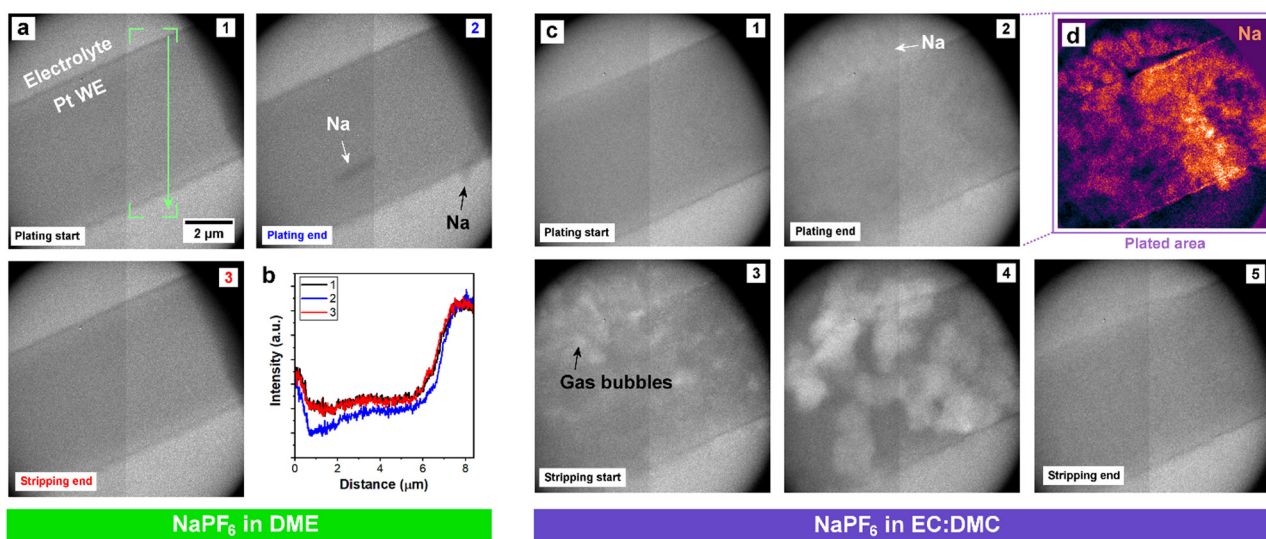 a
1
Electrolyte
Pt WE
Plating start
2 μm
2
Na
Na
Plating end
3
Stripping end
b
1
2
3
Intensity (a.u.)
0 2 4 6 8
Distance (μm)
NaPF₆ in DME
c
1
Plating start
2
Na
Plating end
d
Na
Plated area
3
Gas bubbles
Stripping start
4
5
Stripping end
NaPF₆ in EC:DMC